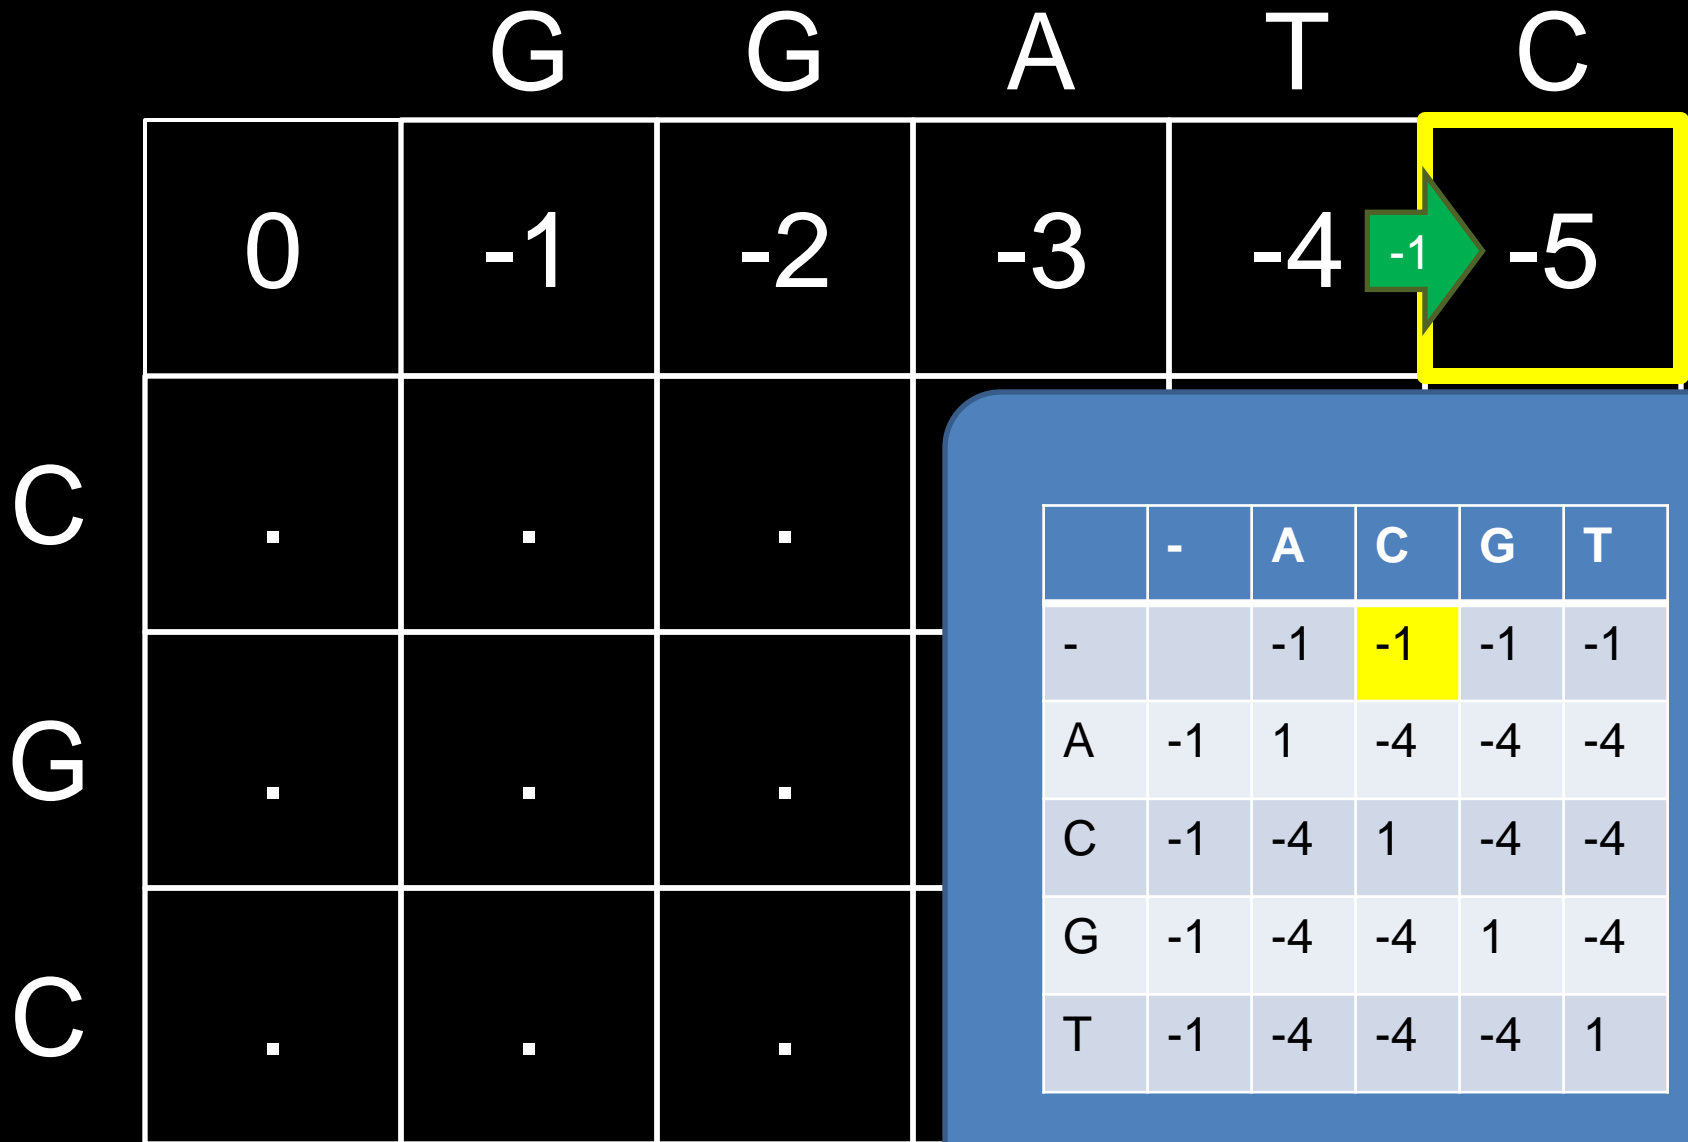 G G A T C
0 -1 -2 -3 -4 -1 -5
C . . .
- A C G T
- -1 -1 -1 -1
G . . .
A -1 1 -4 -4 -4
C -1 -4 1 -4 -4
G -1 -4 -4 1 -4
C . . .
T -1 -4 -4 -4 1